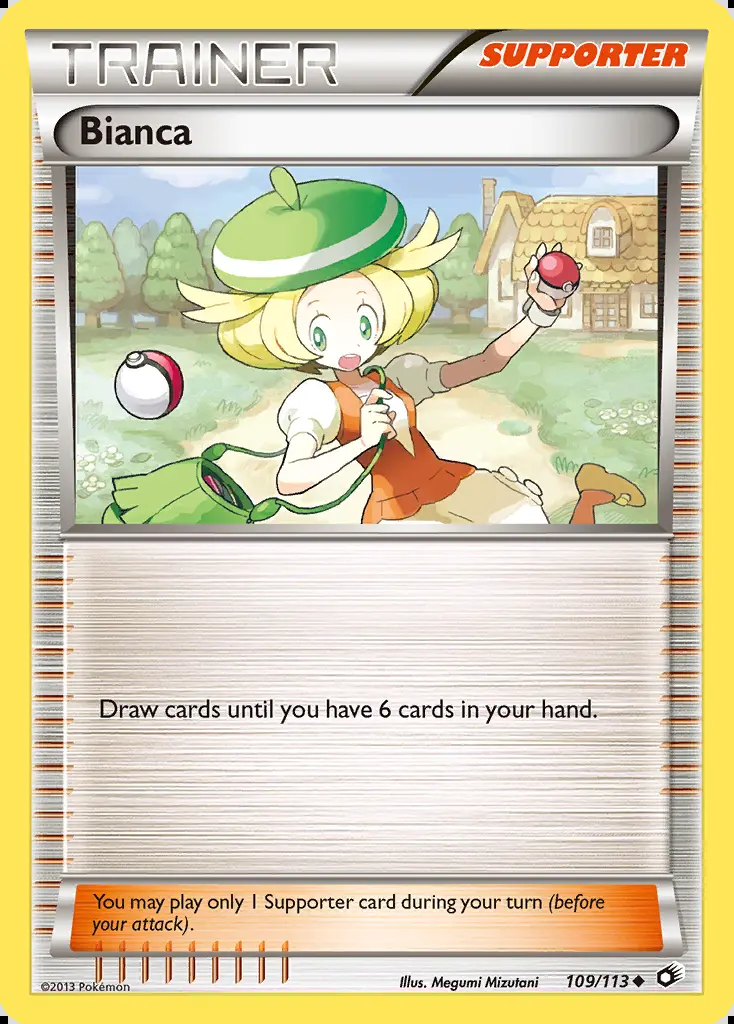 TRAINER
SUPPORTER
Bianca
Draw cards until you have 6 cards in your hand.
You may play only 1 Supporter card during your turn (before
your attack).
©2013 Pokémon
Illus. Megumi Mizutani
109/113